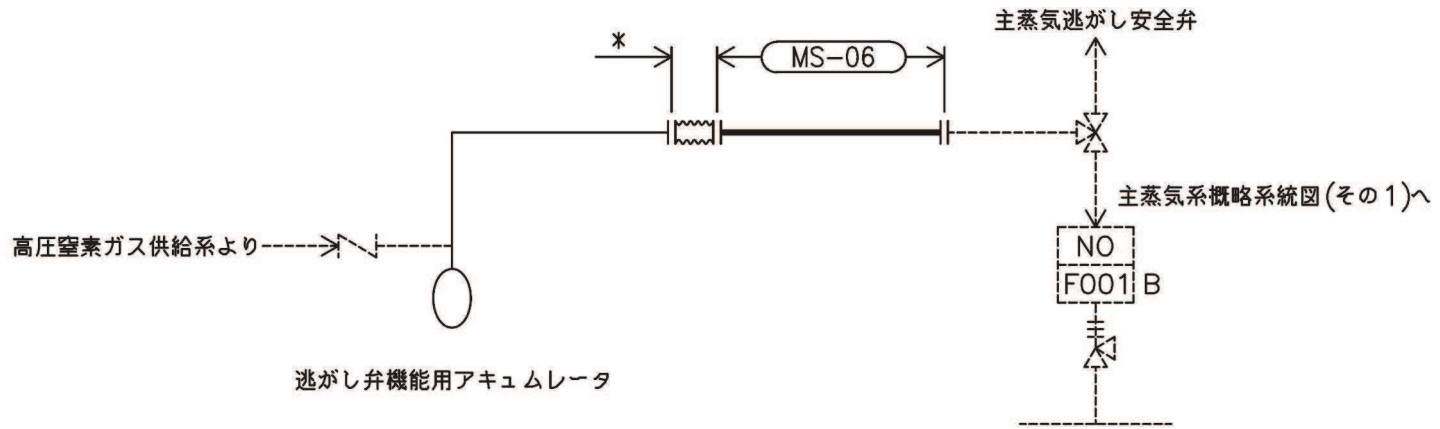 主蒸気逃がし安全弁
*
MS-06
主蒸気系概略系統図(その1)へ
高圧窒素ガス供給系より
NO
F001 B
逃がし弁機能用アキュムレータ